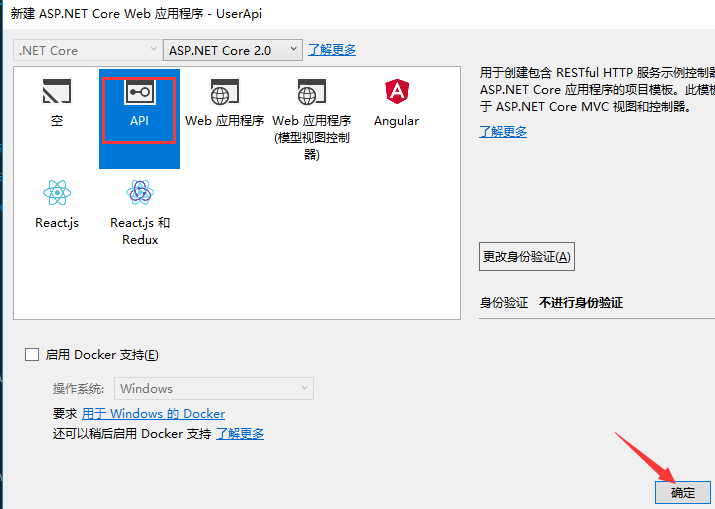 新建 ASP.NET Core Web 应用程序 - UserApi
.NET Core
ASP.NET Core 2.0
了解更多
空
API
Web 应用程序
Web 应用程序
(模型视图控制
器)
Angular
React.js
React.js 和
Redux
用于创建包含 RESTful HTTP 服务示例控制器
ASP.NET Core 应用程序的项目模板。此模板
于 ASP.NET Core MVC 视图和控制器。
了解更多
更改身份验证(A)
身份验证 不进行身份验证
启用 Docker 支持(E)
操作系统: Windows
要求 用于 Windows 的 Docker
还可以稍后启用 Docker 支持 了解更多
确定